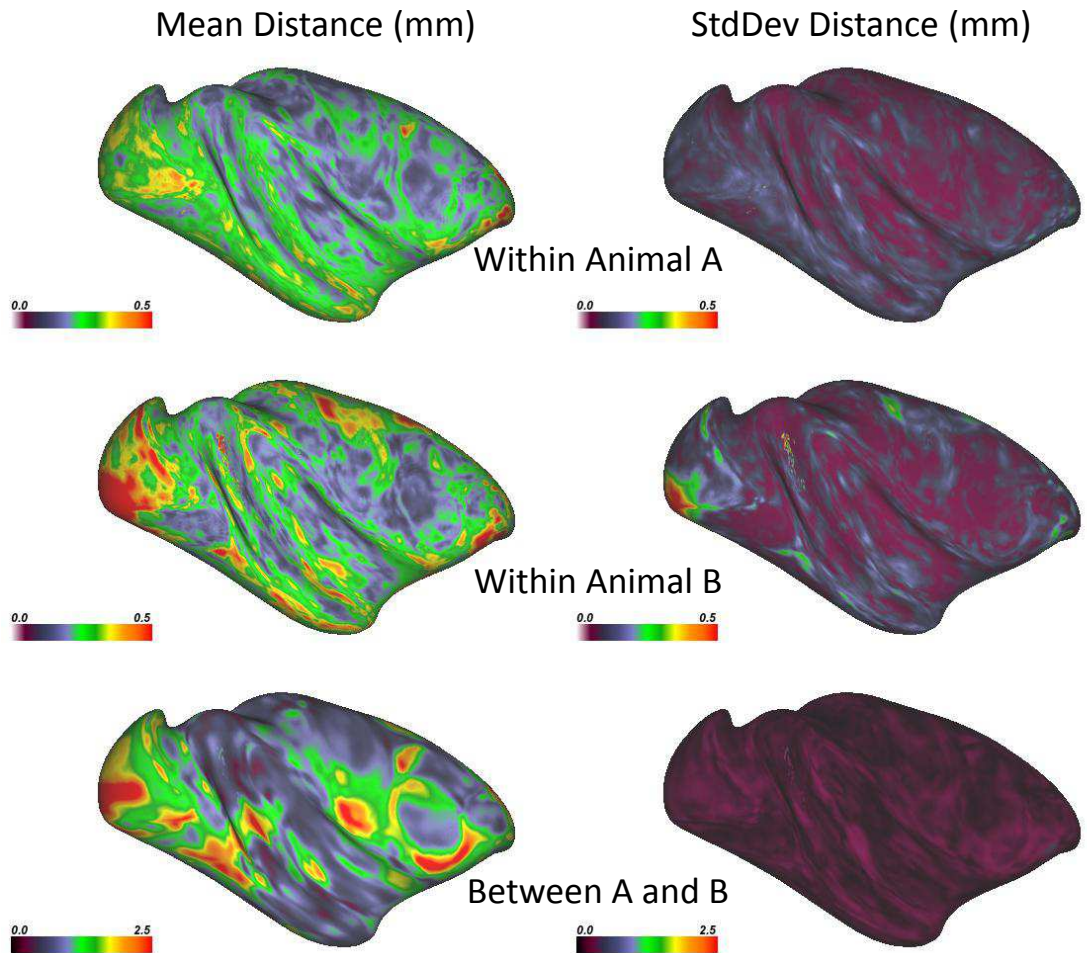 Mean Distance (mm)
StdDev Distance (mm)
Within Animal A
0.0 0.5
0.0 0.5
Within Animal B
0.0 0.5
0.0 0.5
Between A and B
0.0 2.5
0.0 2.5